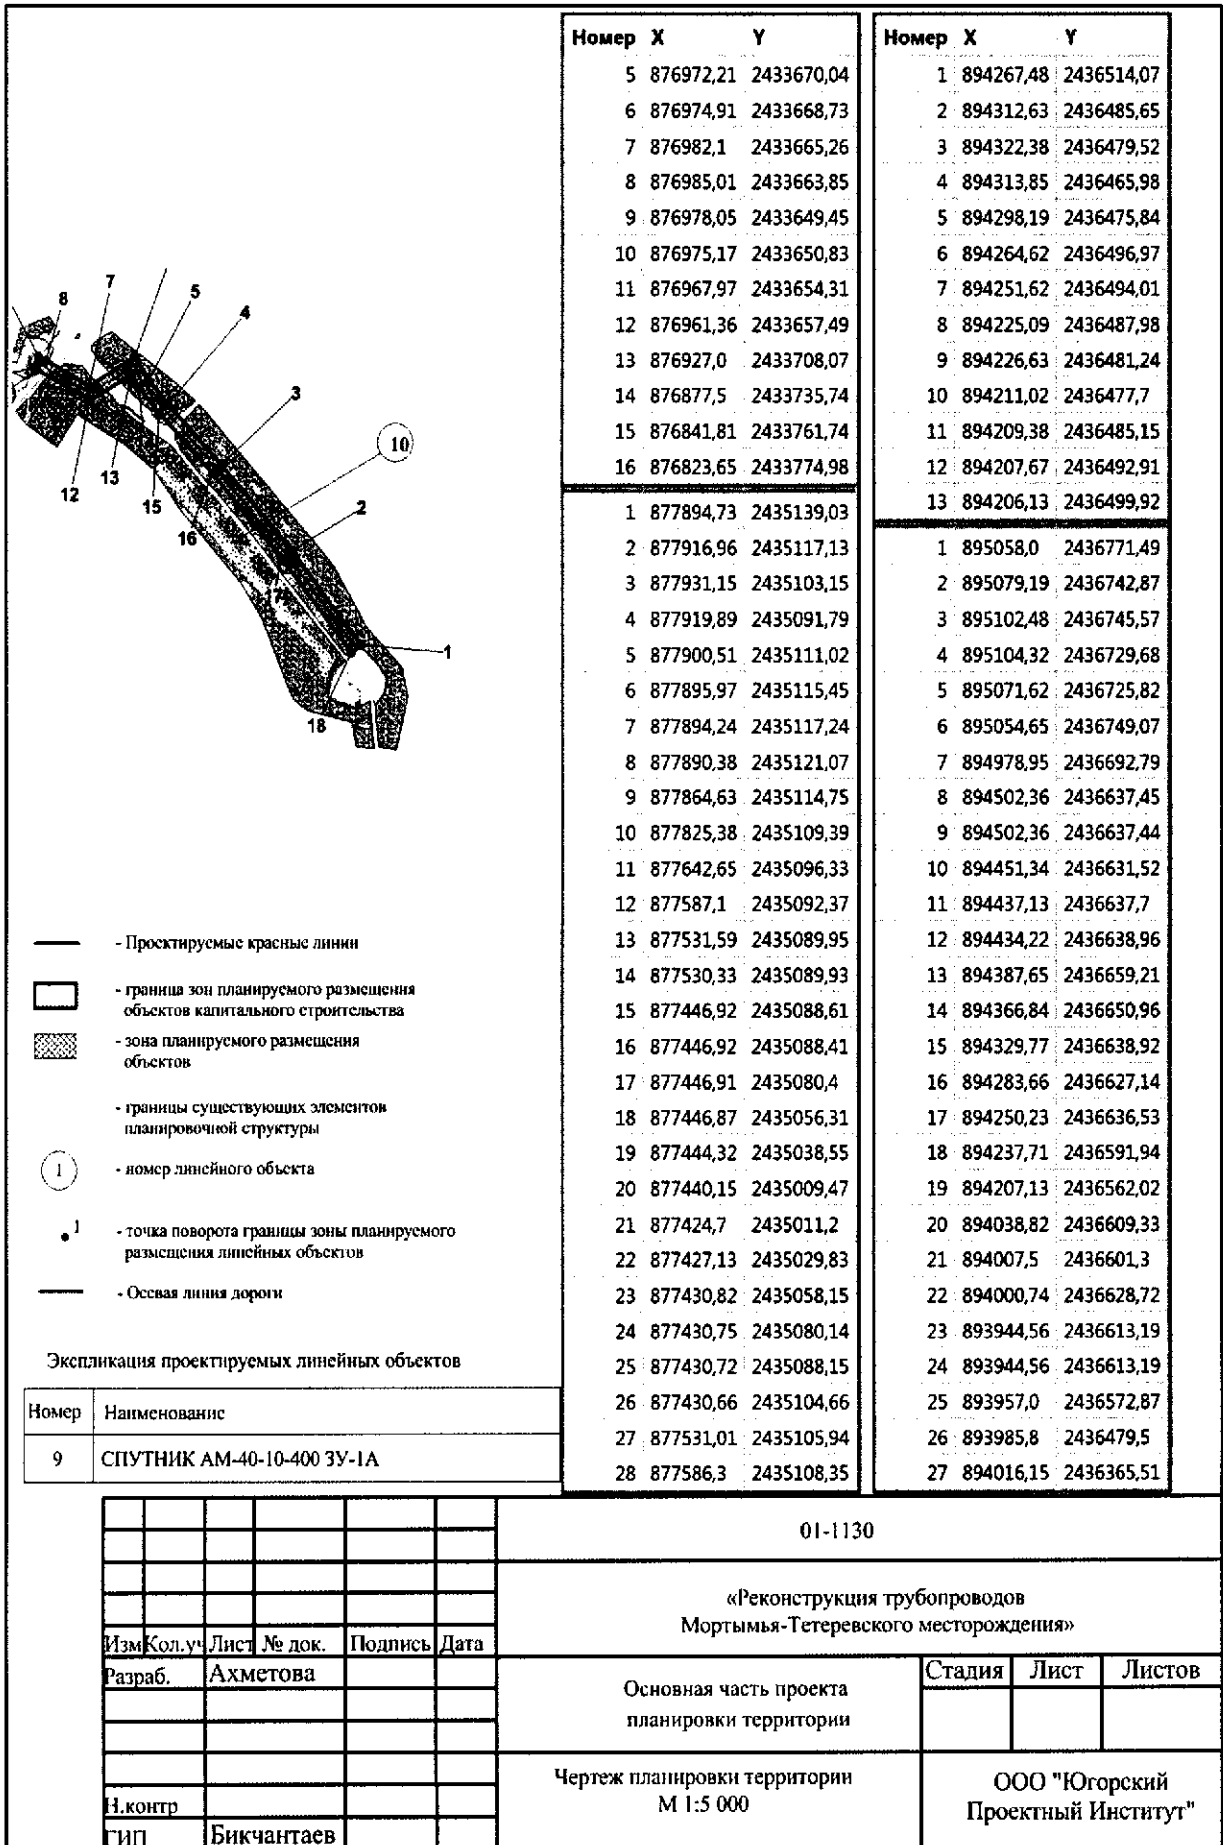 8
7
5
4
3
10
2
12
13
15
16
17
1
18
Номер X Y
5 876972,21 2433670,04
6 876974,91 2433668,73
7 876982,1 2433665,26
8 876985,01 2433663,85
9 876978,05 2433649,45
10 876975,17 2433650,83
11 876967,97 2433654,31
12 876961,36 2433657,49
13 876927,0 2433708,07
14 876877,5 2433735,74
15 876841,81 2433761,74
16 876823,65 2433774,98
1 877894,73 2435139,03
2 877916,96 2435117,13
3 877931,15 2435103,15
4 877919,89 2435091,79
5 877900,51 2435111,02
6 877895,97 2435115,45
7 877894,24 2435117,24
8 877890,38 2435121,07
9 877864,63 2435114,75
10 877825,38 2435109,39
11 877642,65 2435096,33
12 877587,1 2435092,37
13 877531,59 2435089,95
14 877530,33 2435089,93
15 877446,92 2435088,61
16 877446,92 2435088,41
17 877446,91 2435080,4
18 877446,87 2435056,31
19 877444,32 2435038,55
20 877440,15 2435009,47
21 877424,7 2435011,2
22 877427,13 2435029,83
23 877430,82 2435058,15
24 877430,75 2435080,14
25 877430,72 2435088,15
26 877430,66 2435104,66
27 877531,01 2435105,94
28 877586,3 2435108,35
Номер X Y
1 894267,48 2436514,07
2 894312,63 2436485,65
3 894322,38 2436479,52
4 894313,85 2436465,98
5 894298,19 2436475,84
6 894264,62 2436496,97
7 894251,62 2436494,01
8 894225,09 2436487,98
9 894226,63 2436481,24
10 894211,02 2436477,7
11 894209,38 2436485,15
12 894207,67 2436492,91
13 894206,13 2436499,92
1 895058,0 2436771,49
2 895079,19 2436742,87
3 895102,48 2436745,57
4 895104,32 2436729,68
5 895071,62 2436725,82
6 895054,65 2436749,07
7 894978,95 2436692,79
8 894502,36 2436637,45
9 894502,36 2436637,44
10 894451,34 2436631,52
11 894437,13 2436637,7
12 894434,22 2436638,96
13 894387,65 2436659,21
14 894366,84 2436650,96
15 894329,77 2436638,92
16 894283,66 2436627,14
17 894250,23 2436636,53
18 894237,71 2436591,94
19 894207,13 2436562,02
20 894038,82 2436609,33
21 894007,5 2436601,3
22 894000,74 2436628,72
23 893944,56 2436613,19
24 893944,56 2436613,19
25 893957,0 2436572,87
26 893985,8 2436479,5
27 894016,15 2436365,51
- Проектируемые красные линии
- граница зон планируемого размещения
объектов капитального строительства
- зона планируемого размещения
объектов
- границы существующих элементов
планировочной структуры
1 - номер линейного объекта
1 - точка поворота границы зоны планируемого
размещения линейных объектов
- Осевая линия дороги
Экспликация проектируемых линейных объектов
Номер Наименование
9 СПУТНИК АМ-40-10-400 ЗУ-1А
01-1130
«Реконструкция трубопроводов
Мортымья-Тетеревского месторождения»
Изм Кол.уч Лист № док. Подпись Дата
Разраб. Ахметова
Основная часть проекта
планировки территории
Стадия Лист Листов
Чертеж планировки территории
М 1:5 000
ООО "Югорский
Проектный Институт"
Н.контр
ГИП Бикчантаев